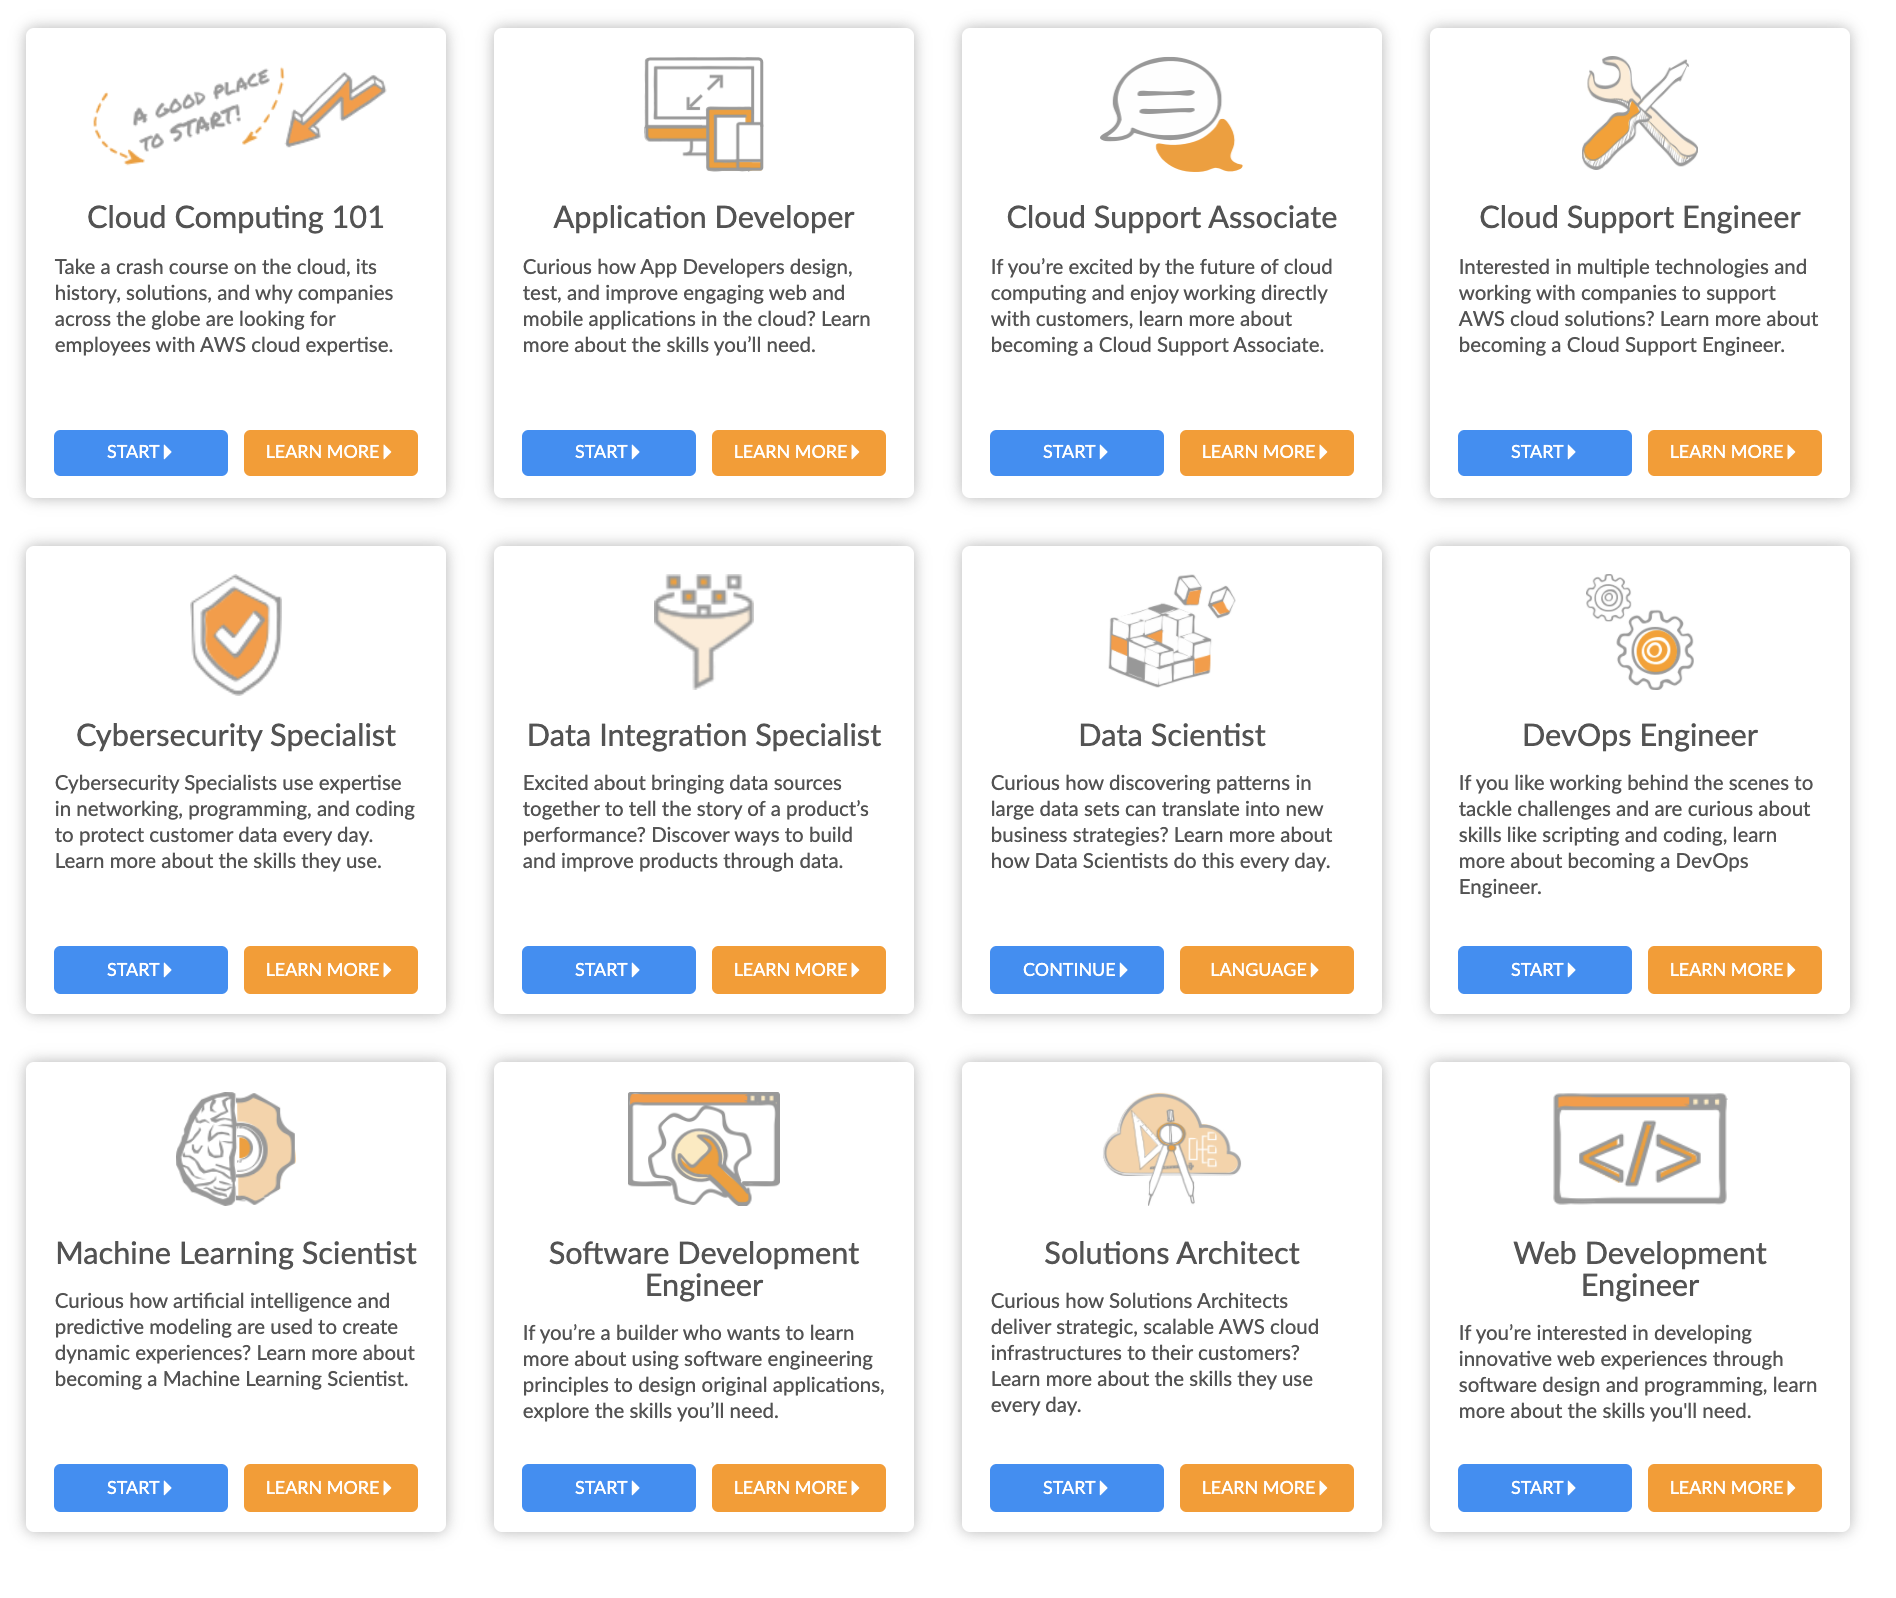 A GOOD PLACE
TO START!
Cloud Computing 101
Take a crash course on the cloud, its
history, solutions, and why companies
across the globe are looking for
employees with AWS cloud expertise.
START
LEARN MORE
Application Developer
Curious how App Developers design,
test, and improve engaging web and
mobile applications in the cloud? Learn
more about the skills you’ll need.
START
LEARN MORE
Cloud Support Associate
If you’re excited by the future of cloud
computing and enjoy working directly
with customers, learn more about
becoming a Cloud Support Associate.
START
LEARN MORE
Cloud Support Engineer
Interested in multiple technologies and
working with companies to support
AWS cloud solutions? Learn more about
becoming a Cloud Support Engineer.
START
LEARN MORE
Cybersecurity Specialist
Cybersecurity Specialists use expertise
in networking, programming, and coding
to protect customer data every day.
Learn more about the skills they use.
START
LEARN MORE
Data Integration Specialist
Excited about bringing data sources
together to tell the story of a product’s
performance? Discover ways to build
and improve products through data.
START
LEARN MORE
Data Scientist
Curious how discovering patterns in
large data sets can translate into new
business strategies? Learn more about
how Data Scientists do this every day.
CONTINUE
LANGUAGE
DevOps Engineer
If you like working behind the scenes to
tackle challenges and are curious about
skills like scripting and coding, learn
more about becoming a DevOps
Engineer.
START
LEARN MORE
Machine Learning Scientist
Curious how artificial intelligence and
predictive modeling are used to create
dynamic experiences? Learn more about
becoming a Machine Learning Scientist.
START
LEARN MORE
Software Development
Engineer
If you’re a builder who wants to learn
more about using software engineering
principles to design original applications,
explore the skills you’ll need.
START
LEARN MORE
Solutions Architect
Curious how Solutions Architects
deliver strategic, scalable AWS cloud
infrastructures to their customers?
Learn more about the skills they use
every day.
START
LEARN MORE
</>
Web Development
Engineer
If you’re interested in developing
innovative web experiences through
software design and programming, learn
more about the skills you'll need.
START
LEARN MORE